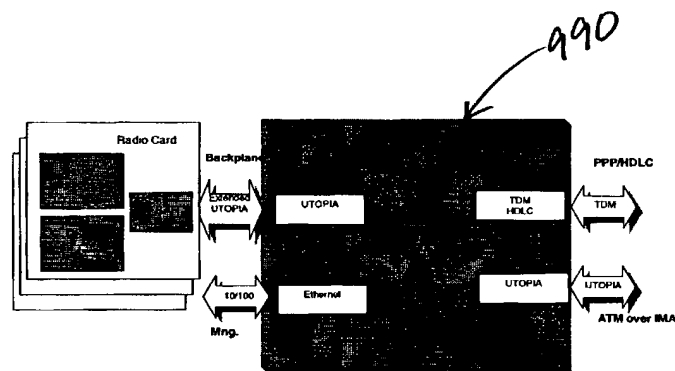 990
Radio Card
Backplane
PPP/HDLC
Extended
UTOPIA
UTOPIA
TDM
HDLC
TDM
10/100
Ethernet
UTOPIA
UTOPIA
Mng.
ATM over IMA